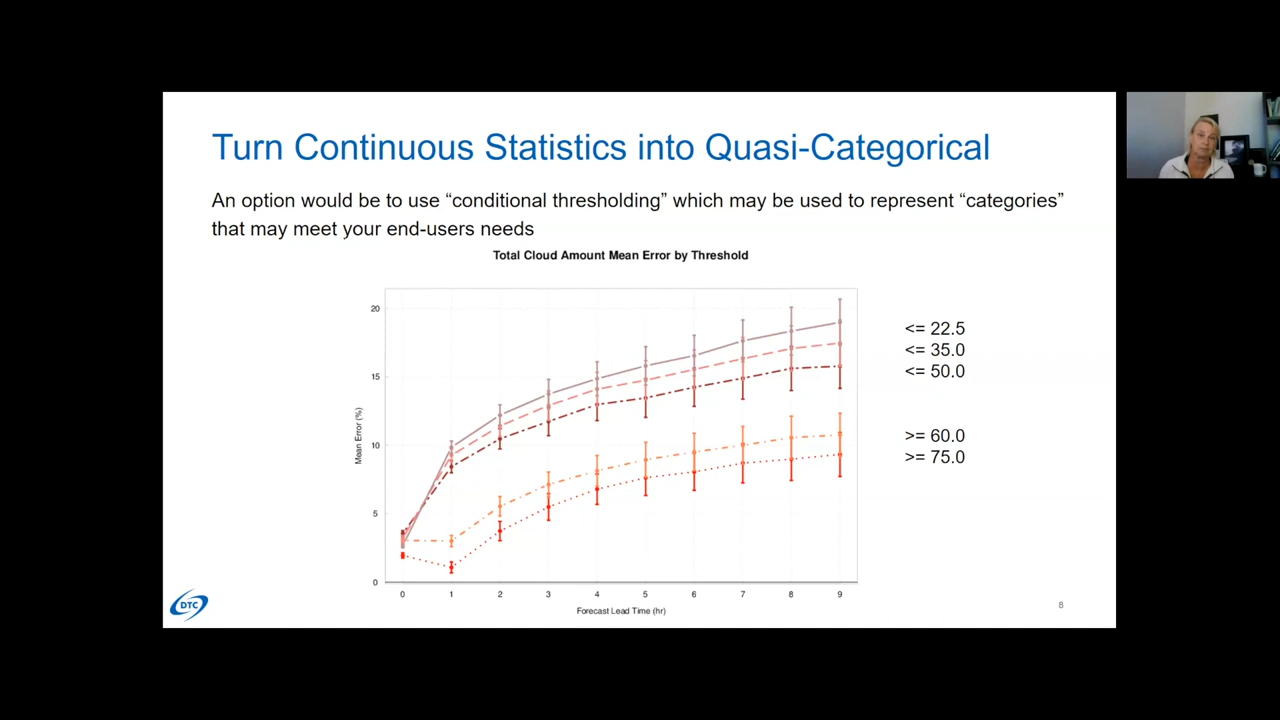 Turn Continuous Statistics into Quasi-Categorical
An option would be to use “conditional thresholding” which may be used to represent “categories”
that may meet your end-users needs
Total Cloud Amount Mean Error by Threshold
20
15
10
5
0
Mean Error (%)
0 1 2 3 4 5 6 7 8 9
Forecast Lead Time (hr)
<= 22.5
<= 35.0
<= 50.0
>= 60.0
>= 75.0
DTC
8